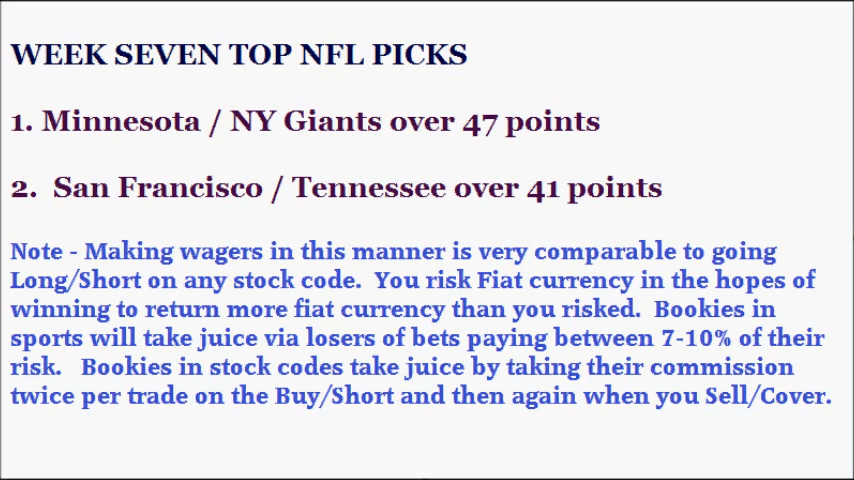 WEEK SEVEN TOP NFL PICKS
1. Minnesota / NY Giants over 47 points
2.  San Francisco / Tennessee over 41 points
Note - Making wagers in this manner is very comparable to going
Long/Short on any stock code.  You risk Fiat currency in the hopes of
winning to return more fiat currency than you risked.  Bookies in
sports will take juice via losers of bets paying between 7-10% of their
risk.   Bookies in stock codes take juice by taking their commission
twice per trade on the Buy/Short and then again when you Sell/Cover.